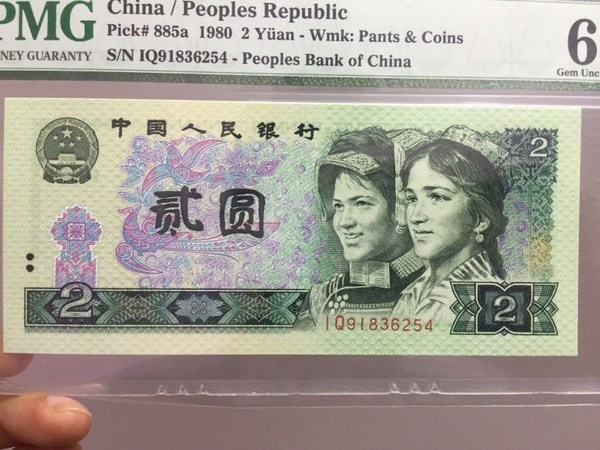 PMG
NEY GUARANTY
China / Peoples Republic
Pick# 885a 1980 2 Yüan - Wmk: Pants & Coins
S/N IQ91836254 - Peoples Bank of China
6
Gem Unc
中国人民银行
贰圆
2
2
IQ91836254
2